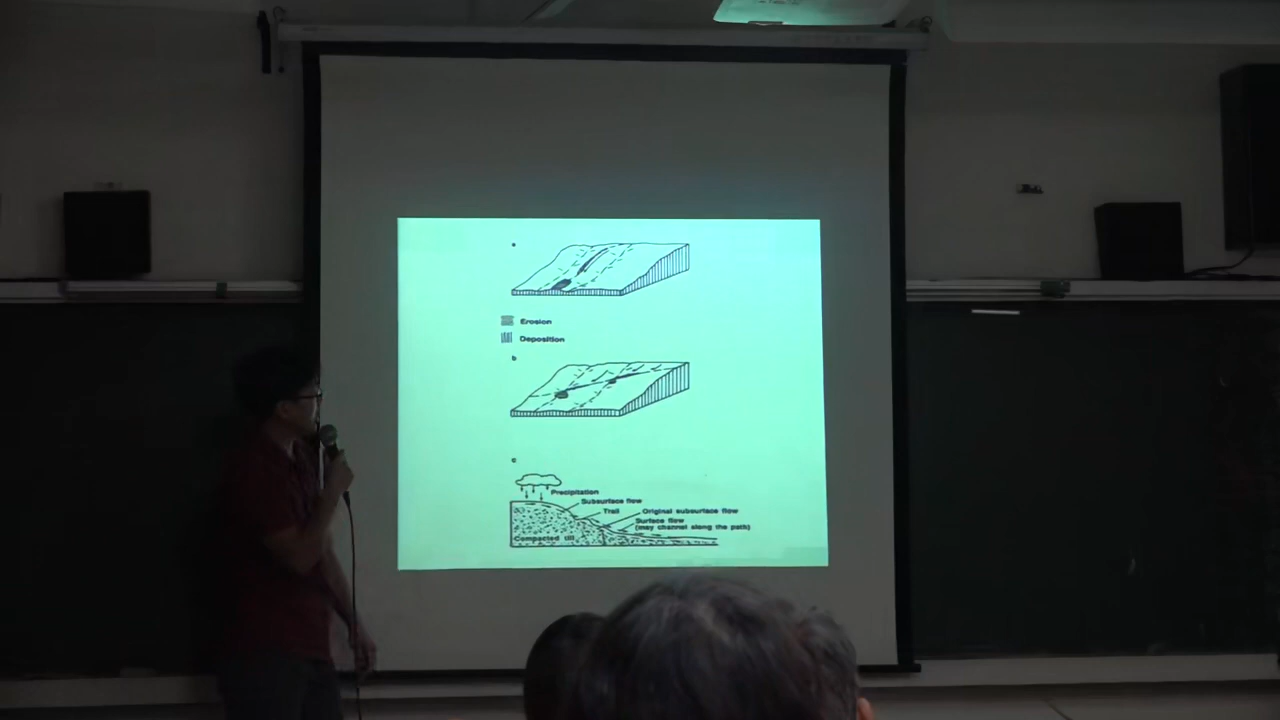 a
Erosion
Deposition
b
c
Precipitation
Subsurface flow
Trail
Original subsurface flow
Surface flow
(may channel along the path)
Compacted till